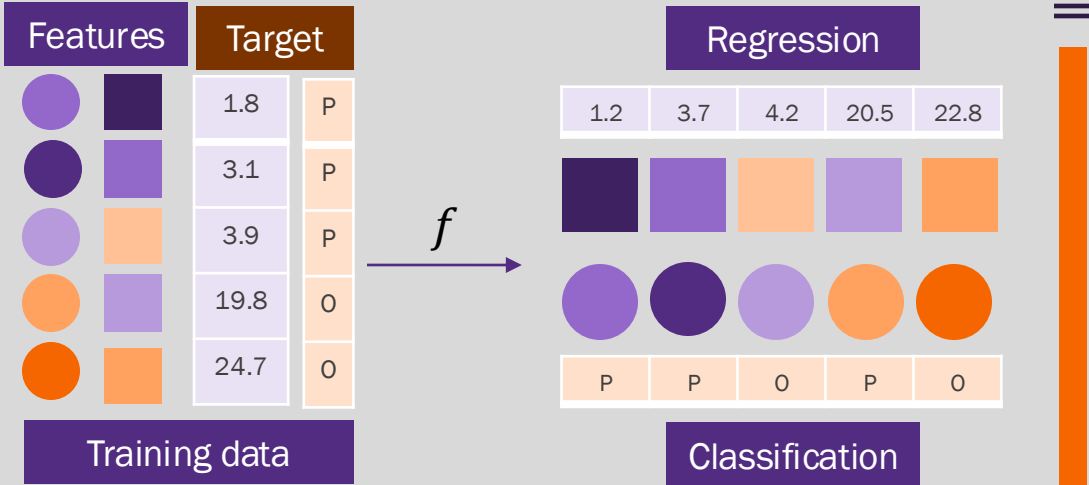 Features
Target
1.8 P
3.1 P
3.9 P
19.8 O
24.7 O
Training data
f
Regression
1.2 3.7 4.2 20.5 22.8
P P O P O
Classification